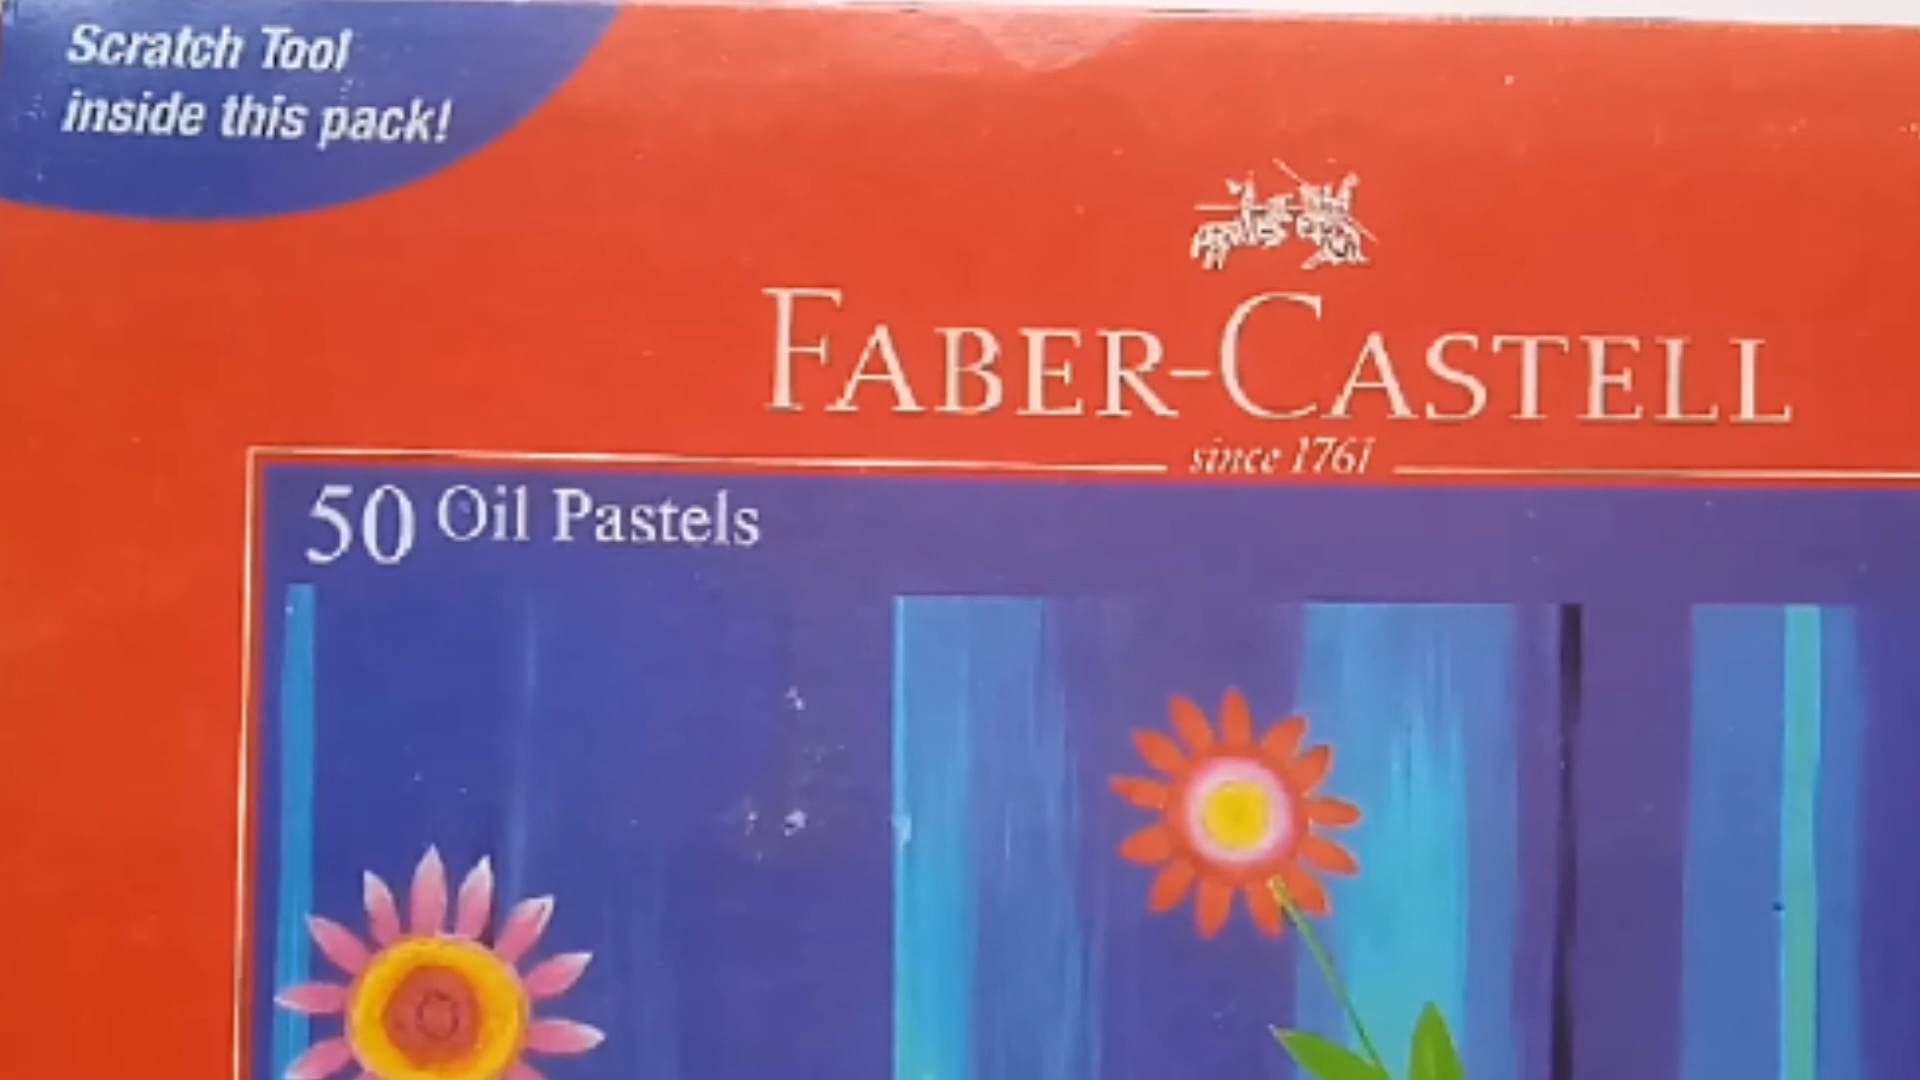 Scratch Tool
inside this pack!
FABER-CASTELL
since 1761
50 Oil Pastels